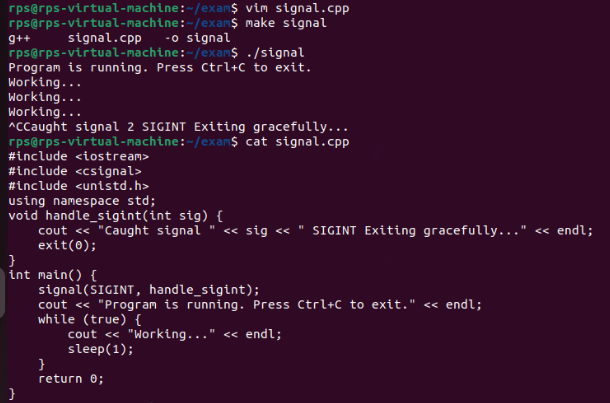 rps@rps-virtual-machine:~/exam$ vim signal.cpp
rps@rps-virtual-machine:~/exam$ make signal
g++     signal.cpp   -o signal
rps@rps-virtual-machine:~/exam$ ./signal
Program is running. Press Ctrl+C to exit.
Working...
Working...
Working...
^CCaught signal 2 SIGINT Exiting gracefully...
rps@rps-virtual-machine:~/exam$ cat signal.cpp
#include <iostream>
#include <csignal>
#include <unistd.h>
using namespace std;
void handle_sigint(int sig) {
    cout << "Caught signal " << sig << " SIGINT Exiting gracefully..." << endl;
    exit(0);
}
int main() {
    signal(SIGINT, handle_sigint);
    cout << "Program is running. Press Ctrl+C to exit." << endl;
    while (true) {
        cout << "Working..." << endl;
        sleep(1);
    }
    return 0;
}